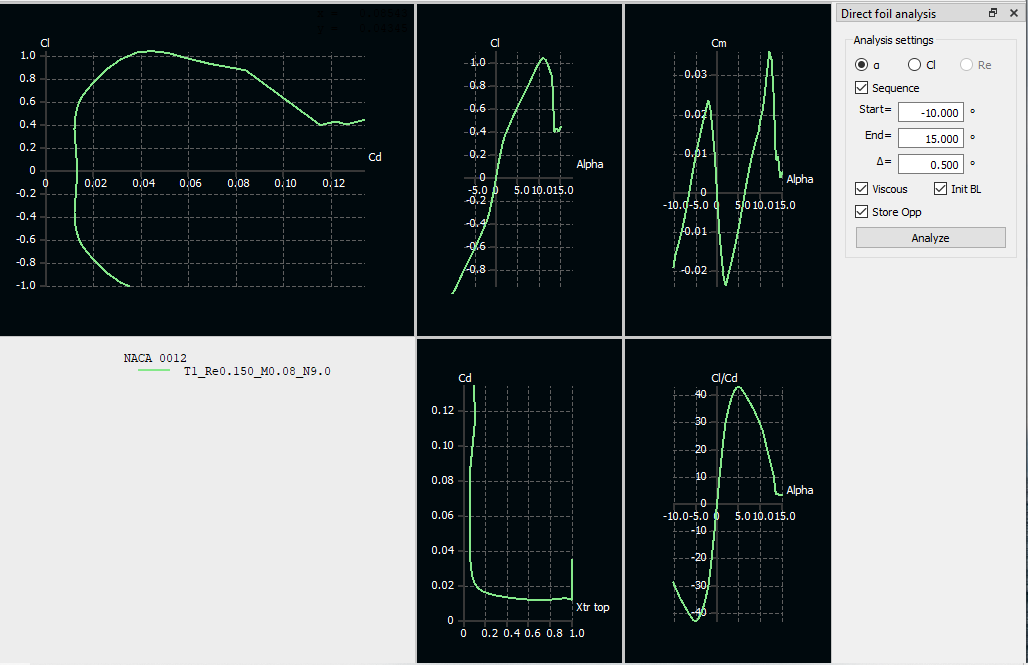 Cl
1.0
0.8
0.6
0.4
0.2
0
-0.2
-0.4
-0.6
-0.8
-1.0
0 0.02 0.04 0.06 0.08 0.10 0.12
Cd
Cl
1.0
0.8
0.6
0.4
0.2
0
-0.2
-0.4
-0.6
-0.8
-5.0 0 5.0 10.0 15.0
Alpha
Cm
0.03
0.02
0.01
0
-0.01
-0.02
-10.0 -5.0 0 5.0 10.0 15.0
Alpha
Direct foil analysis
Analysis settings
α Cl Re
Sequence
Start= -10.000 °
End= 15.000 °
Δ= 0.500 °
Viscous Init BL
Store Opp
Analyze
NACA 0012
T1_Re0.150_M0.08_N9.0
Cd
0.12
0.10
0.08
0.06
0.04
0.02
0
0 0.2 0.4 0.6 0.8 1.0
Xtr top
Cl/Cd
40
30
20
10
0
-10
-20
-30
-40
-10.0 -5.0 0 5.0 10.0 15.0
Alpha